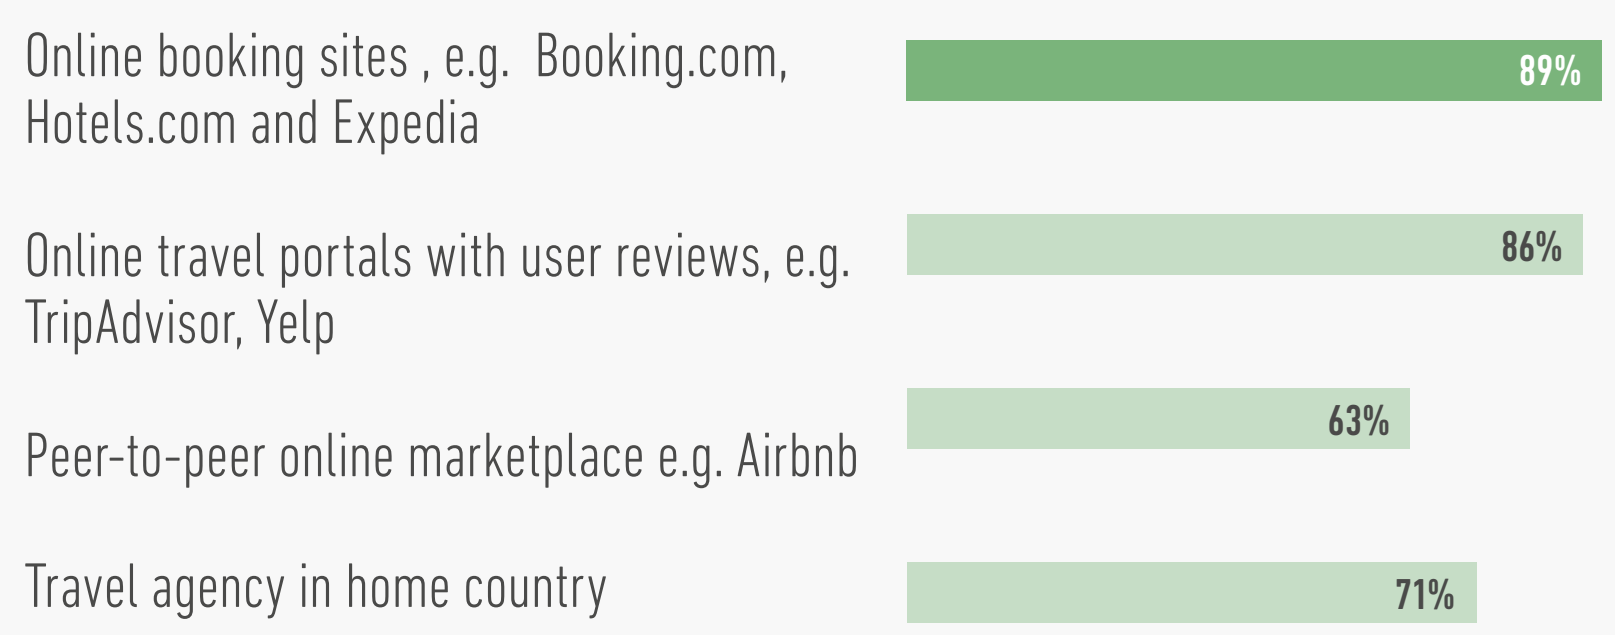 Online booking sites , e.g.  Booking.com,
Hotels.com and Expedia
89%
Online travel portals with user reviews, e.g.
TripAdvisor, Yelp
86%
Peer-to-peer online marketplace e.g. Airbnb
63%
Travel agency in home country
71%